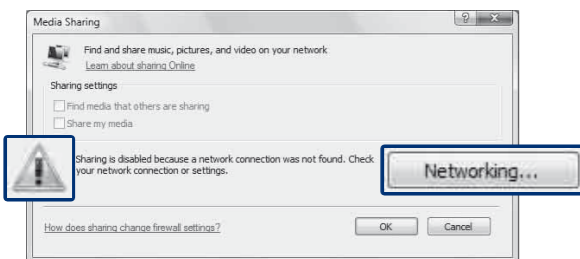 Media Sharing
Find and share music, pictures, and video on your network
Learn about sharing Online
Sharing settings
Find media that others are sharing
Share my media
Sharing is disabled because a network connection was not found. Check
your network connection or settings.
Networking...
How does sharing change firewall settings?
OK Cancel